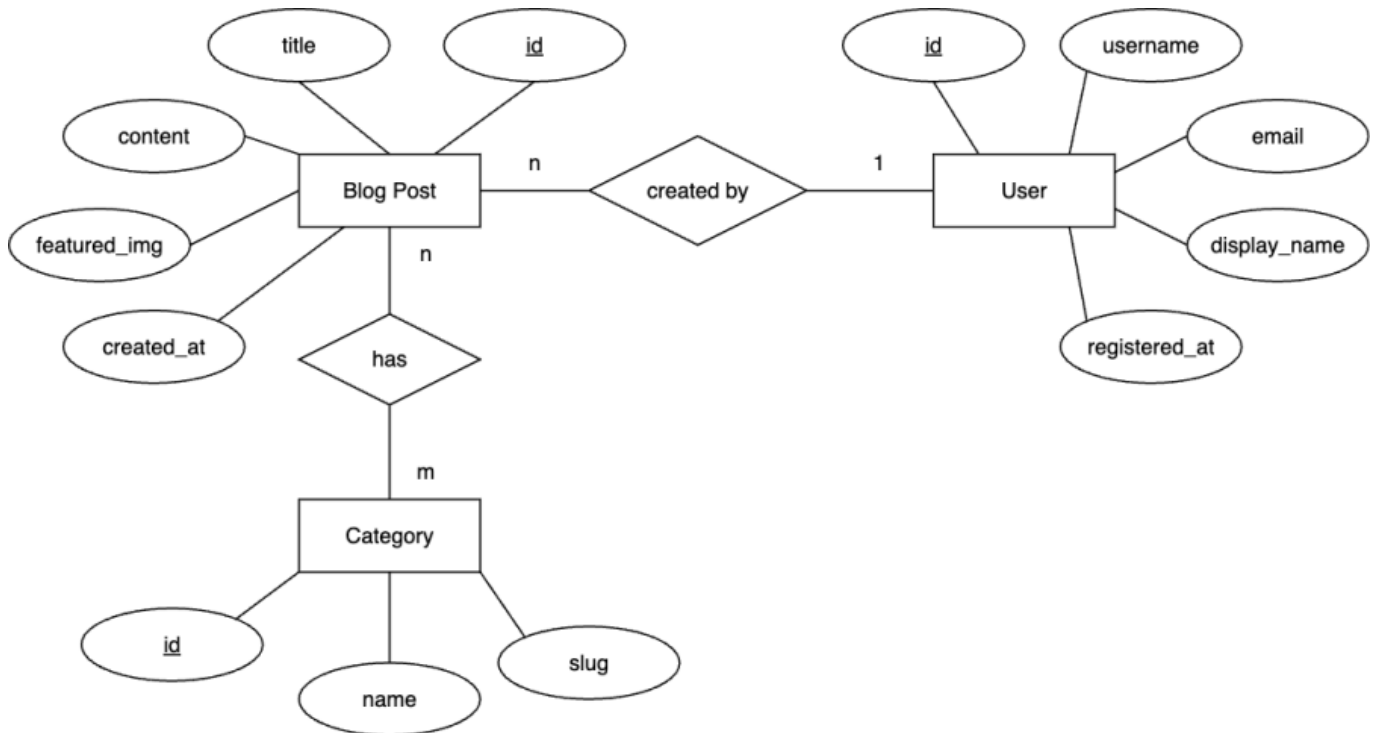 title
id
id
username
content
email
Blog Post
n
created by
1
User
featured_img
n
display_name
created_at
has
registered_at
m
Category
id
slug
name